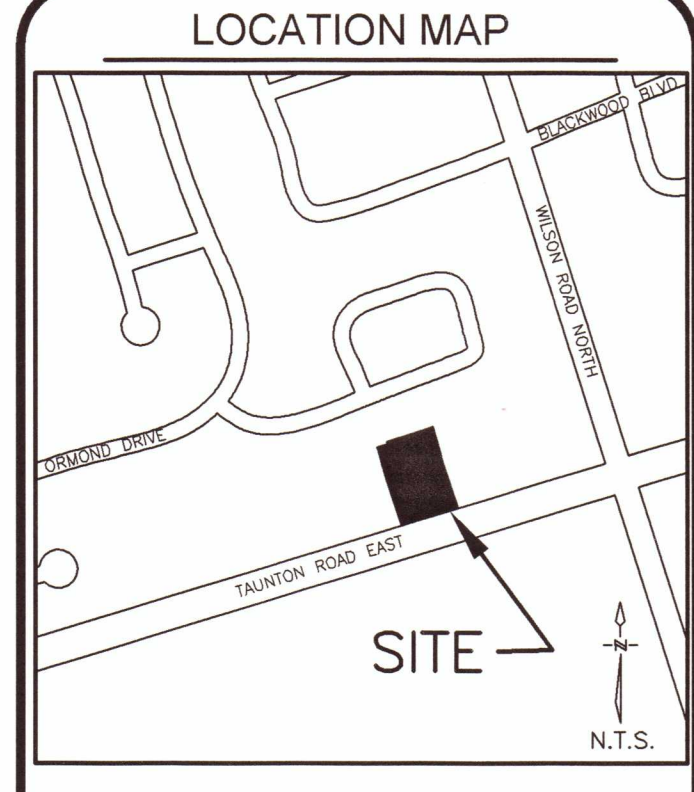 LOCATION MAP
BLACKWOOD BLVD.
WILSON ROAD NORTH
ORMOND DRIVE
TAUNTON ROAD EAST
SITE
N
N.T.S.